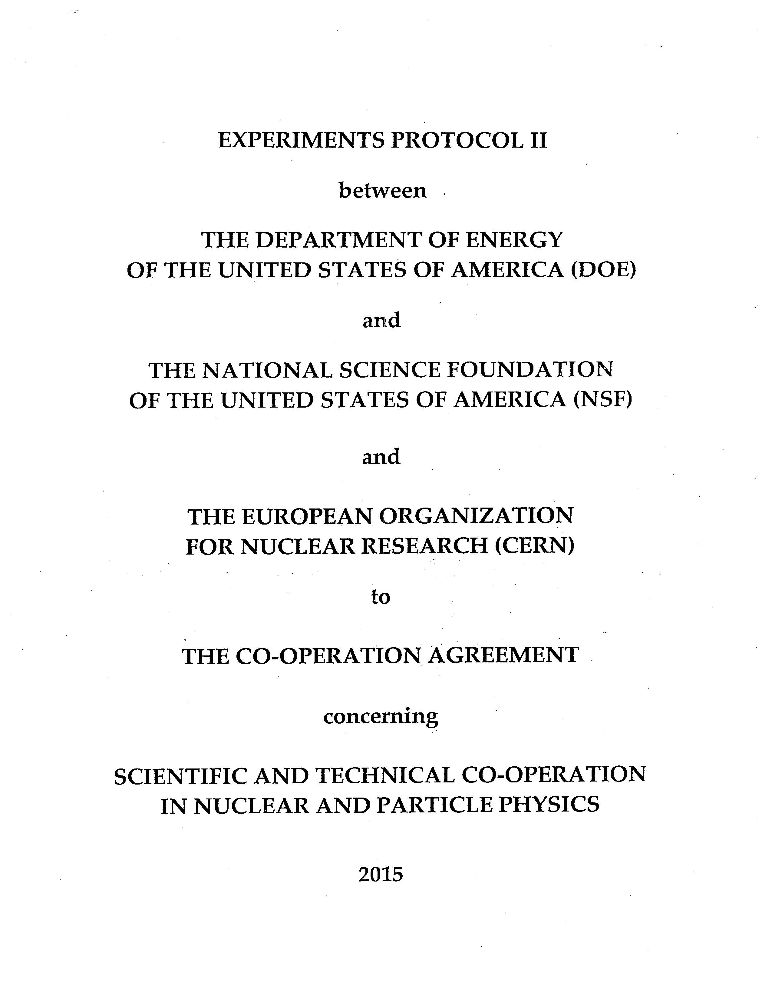 EXPERIMENTS PROTOCOL II
between
THE DEPARTMENT OF ENERGY
OF THE UNITED STATES OF AMERICA (DOE)
and
THE NATIONAL SCIENCE FOUNDATION
OF THE UNITED STATES OF AMERICA (NSF)
and
THE EUROPEAN ORGANIZATION
FOR NUCLEAR RESEARCH (CERN)
to
THE CO-OPERATION AGREEMENT
concerning
SCIENTIFIC AND TECHNICAL CO-OPERATION
IN NUCLEAR AND PARTICLE PHYSICS
2015